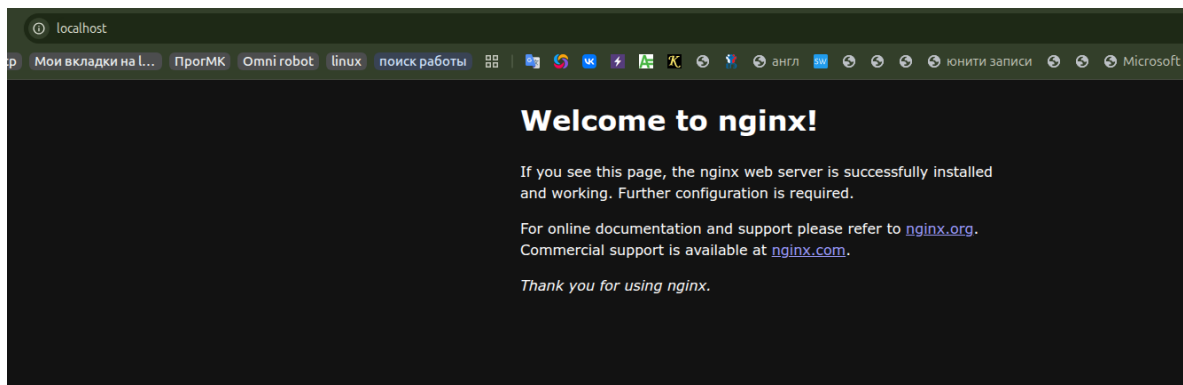 localhost
ср Мои вкладки на l... ПрогМК Omni robot linux поиск работы англ SW юнити записи Microsoft
Welcome to nginx!
If you see this page, the nginx web server is successfully installed
and working. Further configuration is required.
For online documentation and support please refer to nginx.org.
Commercial support is available at nginx.com.
Thank you for using nginx.